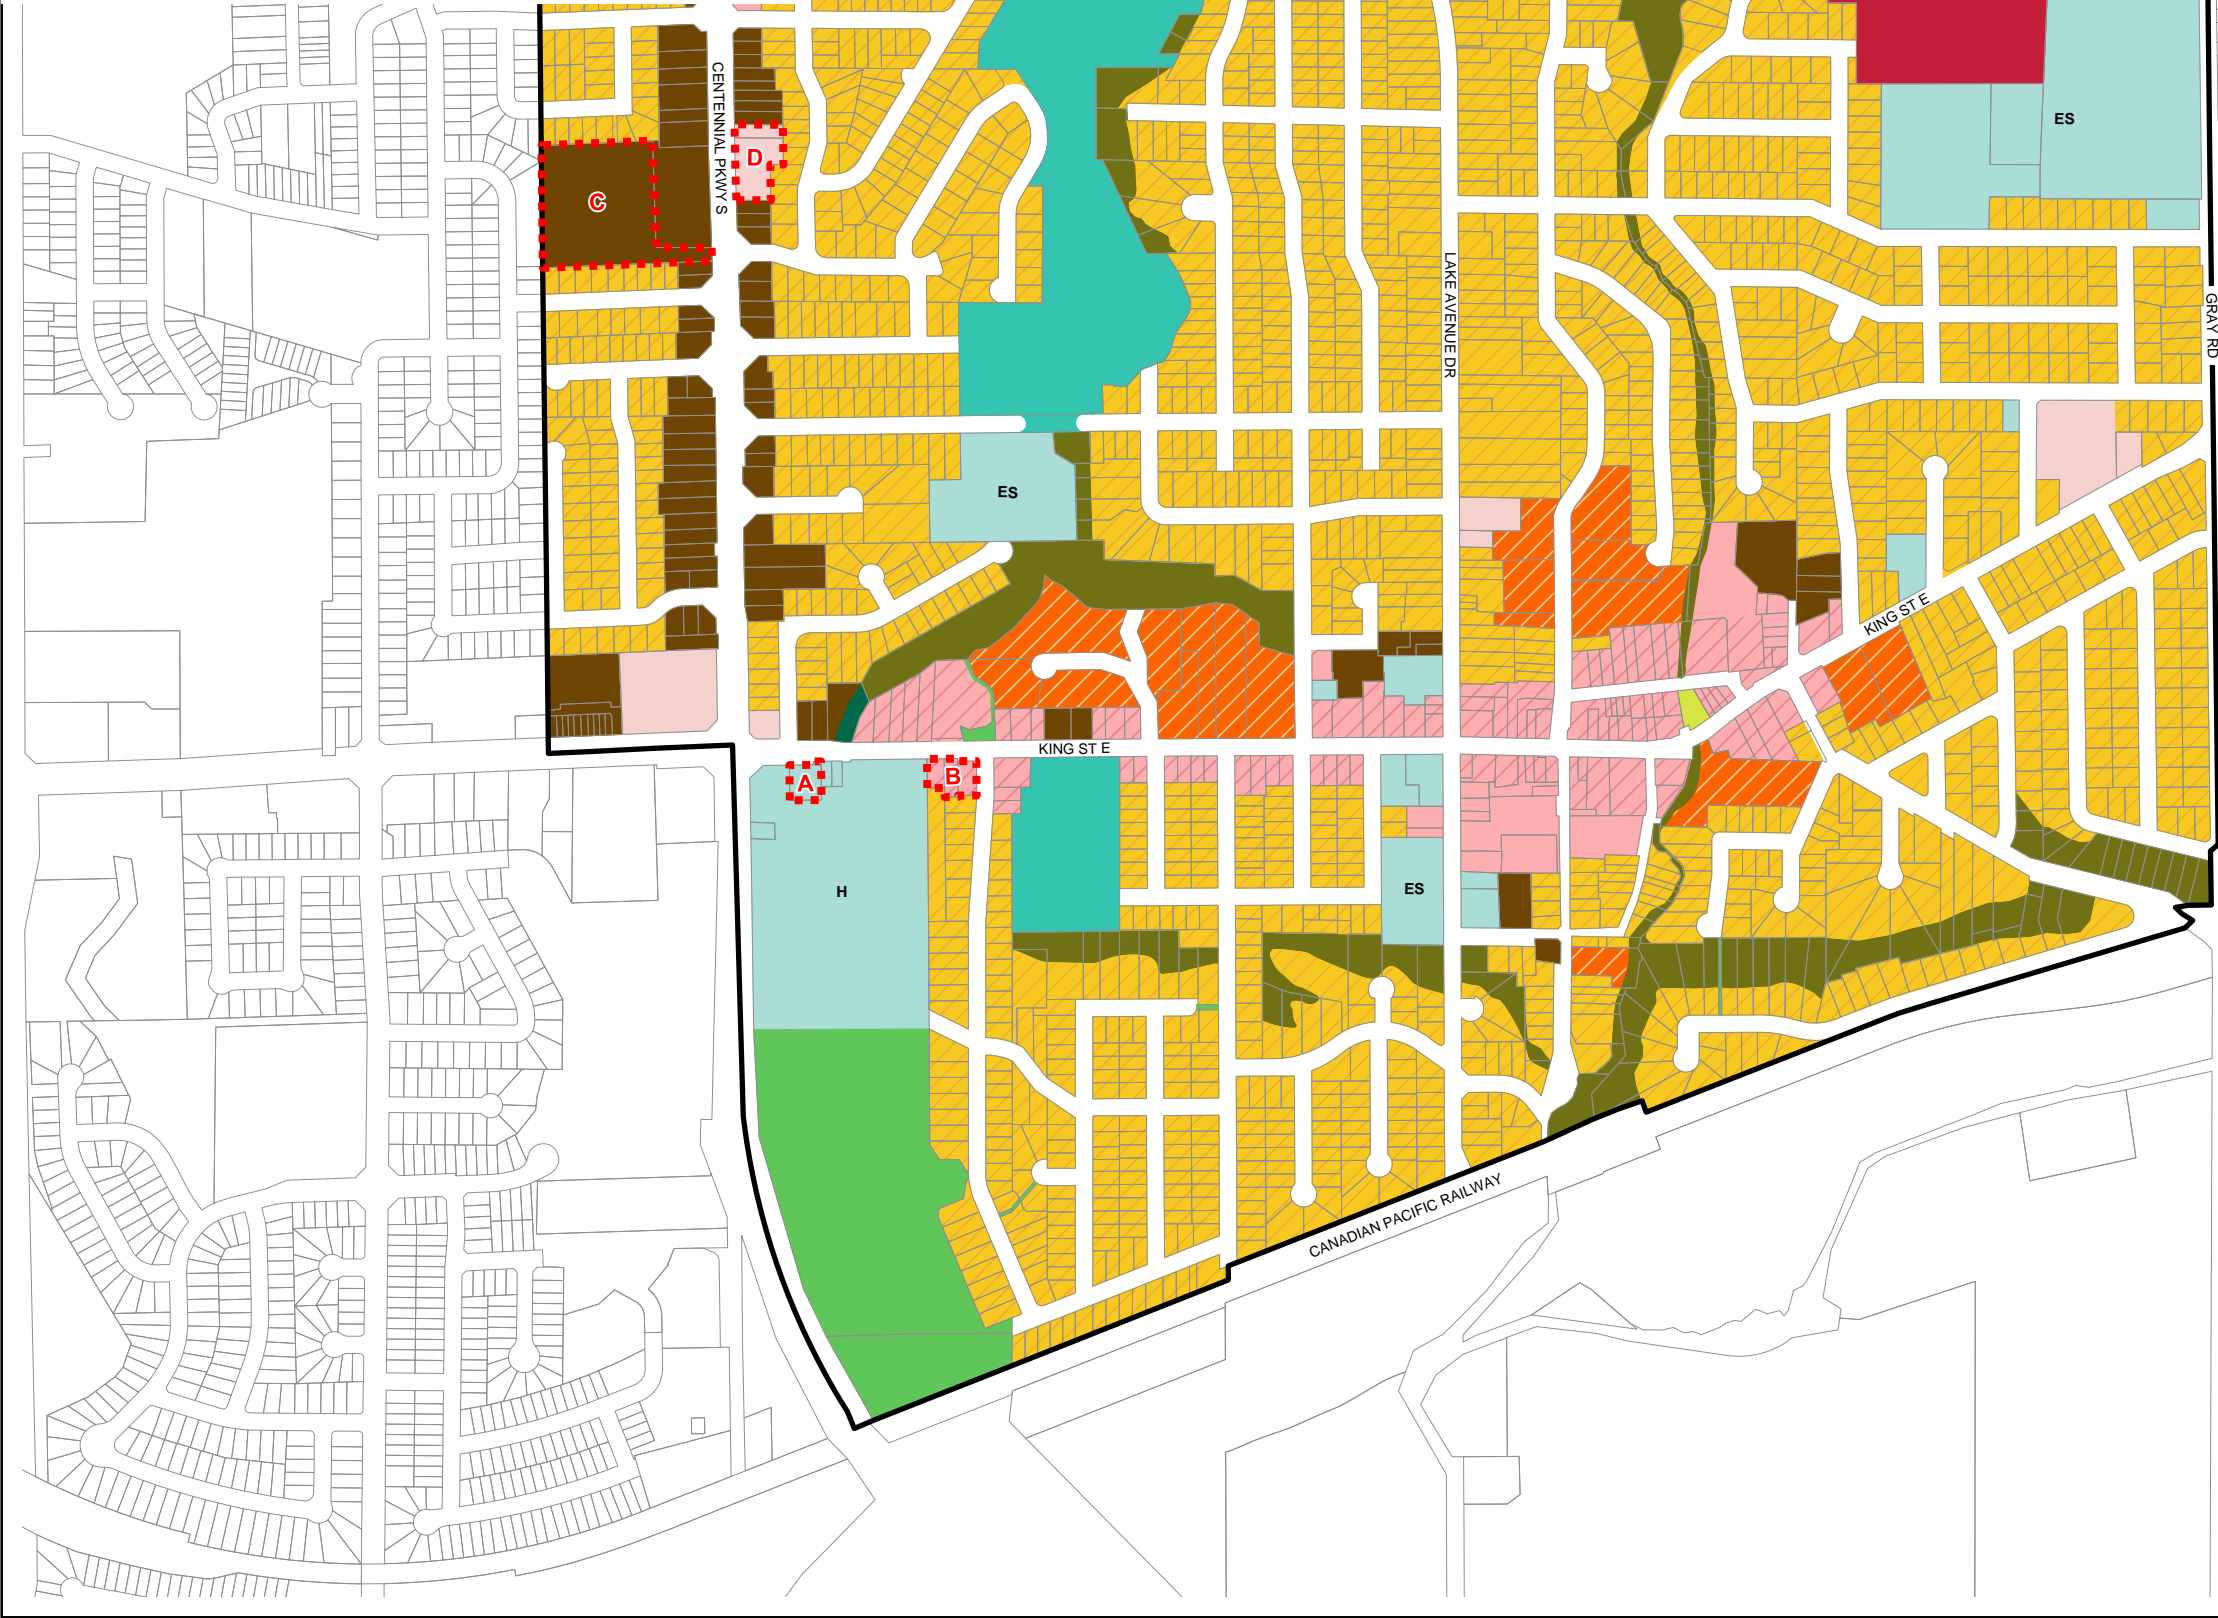 CENTENNIAL PKWY S
ES
D
C
LAKE AVENUE DR
GRAY RD
ES
KING ST E
KING ST E
A
B
H
ES
CANADIAN PACIFIC RAILWAY